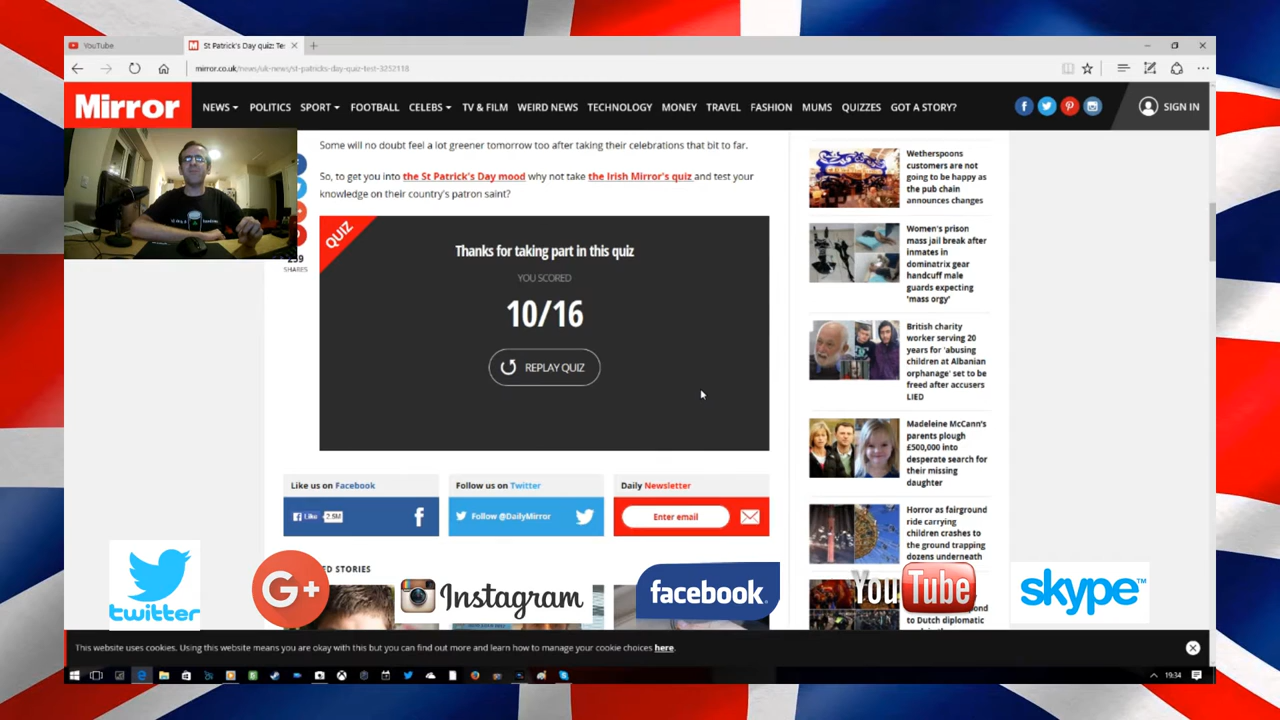 YouTube
St Patrick's Day quiz: Te
mirror.co.uk/news/uk-news/st-patricks-day-quiz-test-3252118
Mirror
NEWS POLITICS SPORT FOOTBALL CELEBS TV & FILM WEIRD NEWS TECHNOLOGY MONEY TRAVEL FASHION MUMS QUIZZES GOT A STORY? SIGN IN
Some will no doubt feel a lot greener tomorrow too after taking their celebrations that bit to far.
So, to get you into the St Patrick's Day mood why not take the Irish Mirror's quiz and test your
knowledge on their country's patron saint?
259
SHARES
QUIZ
Thanks for taking part in this quiz
YOU SCORED
10/16
REPLAY QUIZ
Wetherspoons
customers are not
going to be happy as
the pub chain
announces changes
Women's prison
mass jail break after
inmates in
dominatrix gear
handcuff male
guards expecting
'mass orgy'
British charity
worker serving 20
years for 'abusing
children at Albanian
orphanage' set to be
freed after accusers
LIED
Madeleine McCann's
parents plough
£500,000 into
desperate search for
their missing
daughter
Horror as fairground
ride carrying
children crashes to
the ground trapping
dozens underneath
to Dutch diplomatic
Like us on Facebook
Like 2.5M
Follow us on Twitter
Follow @DailyMirror
Daily Newsletter
Enter email
STORIES
twitter
G+
Instagram
facebook
YouTube
skype™
This website uses cookies. Using this website means you are okay with this but you can find out more and learn how to manage your cookie choices here.
19:34